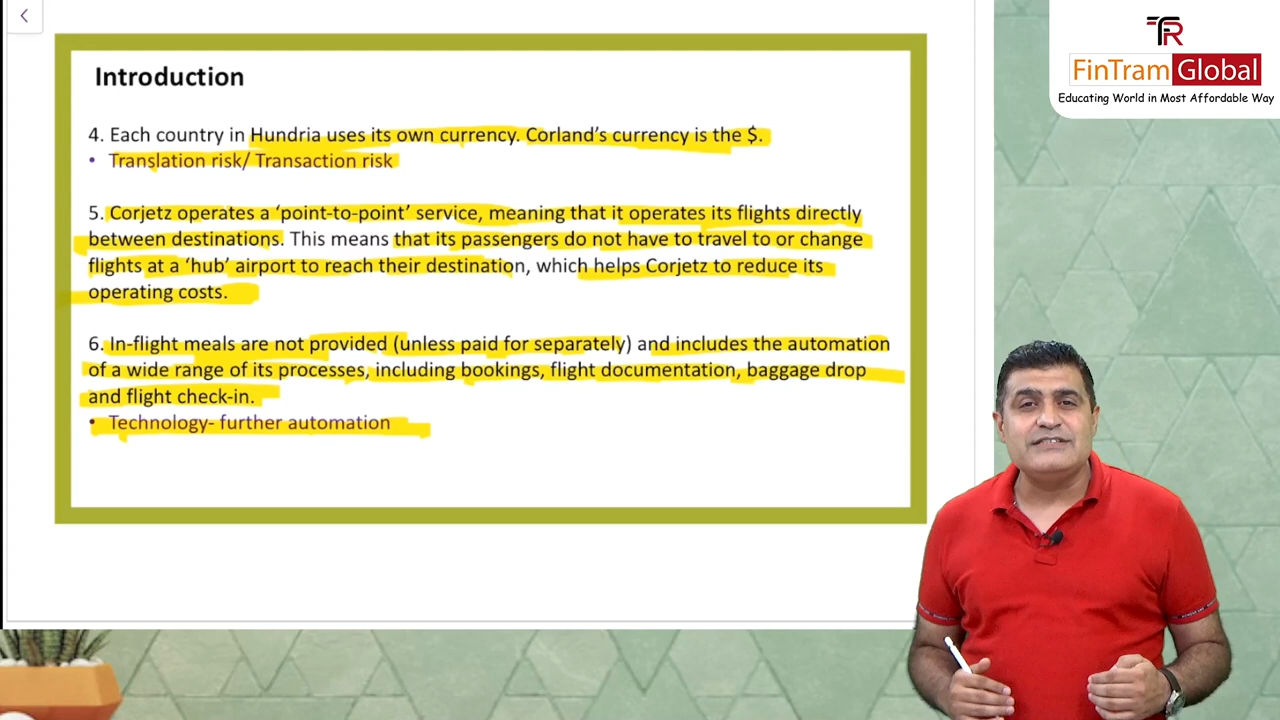 Introduction
4. Each country in Hundria uses its own currency. Corland's currency is the $.
• Translation risk/ Transaction risk
5. Corjetz operates a 'point-to-point' service, meaning that it operates its flights directly
between destinations. This means that its passengers do not have to travel to or change
flights at a 'hub' airport to reach their destination, which helps Corjetz to reduce its
operating costs.
6. In-flight meals are not provided (unless paid for separately) and includes the automation
of a wide range of its processes, including bookings, flight documentation, baggage drop
and flight check-in.
• Technology- further automation
TR
FinTram Global
Educating World in Most Affordable Way